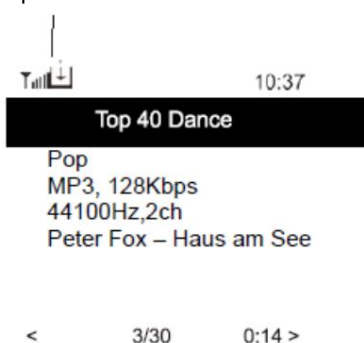 10:37
Top 40 Dance
Pop
MP3, 128Kbps
44100Hz,2ch
Peter Fox – Haus am See
< 3/30 0:14 >